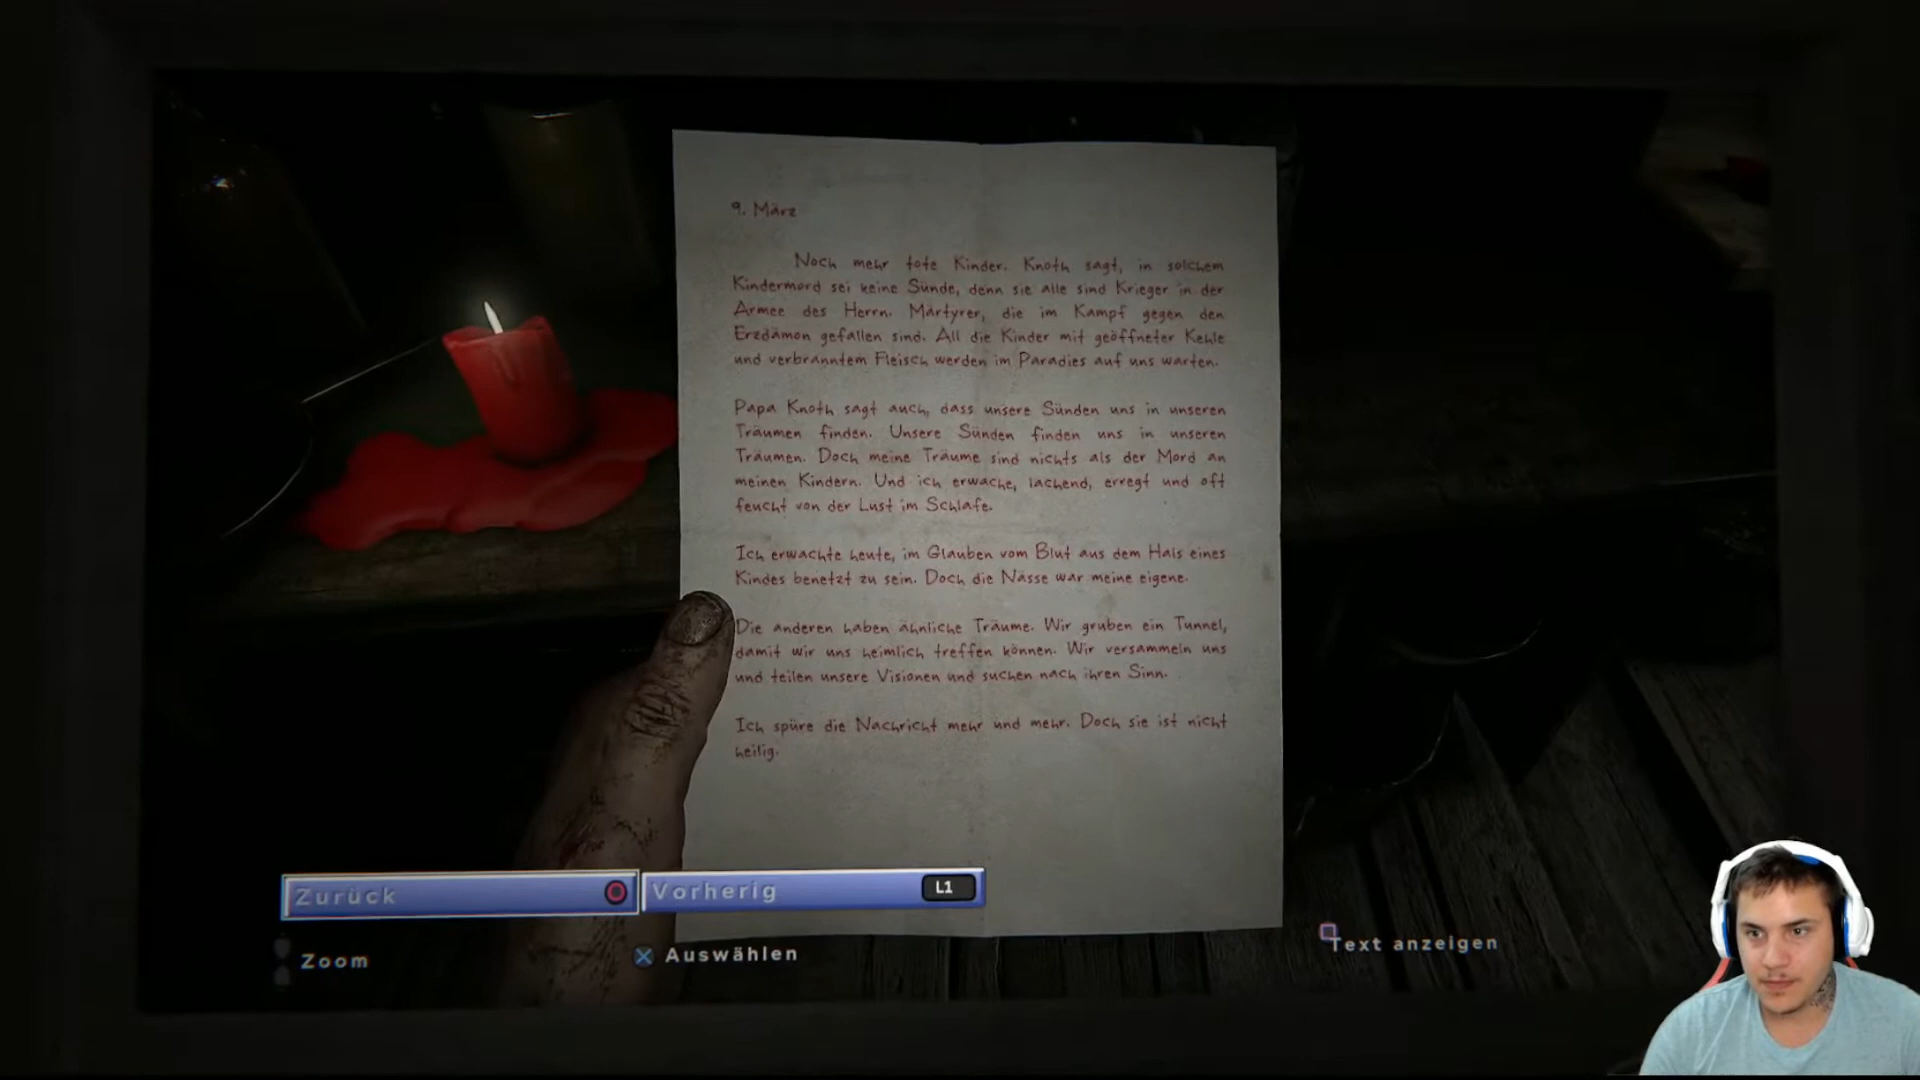 9. März
Noch mehr tote Kinder. Knoth sagt, in solchem
Kindermord sei keine Sünde, denn sie alle sind Krieger in der
Armee des Herrn. Märtyrer, die im Kampf gegen den
Erzdämon gefallen sind. All die Kinder mit geöffneter Kehle
und verbranntem Fleisch werden im Paradies auf uns warten.
Papa Knoth sagt auch, dass unsere Sünden uns in unseren
Träumen finden. Unsere Sünden finden uns in unseren
Träumen. Doch meine Träume sind nichts als der Mord an
meinen Kindern. Und ich erwache, lachend, erregt und oft
feucht von der Lust im Schlafe.
Ich erwachte heute, im Glauben vom Blut aus dem Hals eines
Kindes benetzt zu sein. Doch die Nässe war meine eigene.
Die anderen haben ähnliche Träume. Wir gruben ein Tunnel,
damit wir uns heimlich treffen können. Wir versammeln uns
und teilen unsere Visionen und suchen nach ihren Sinn.
Ich spüre die Nachricht mehr und mehr. Doch sie ist nicht
heilig.
Zurück
Vorherig L1
Zoom
Auswählen
Text anzeigen